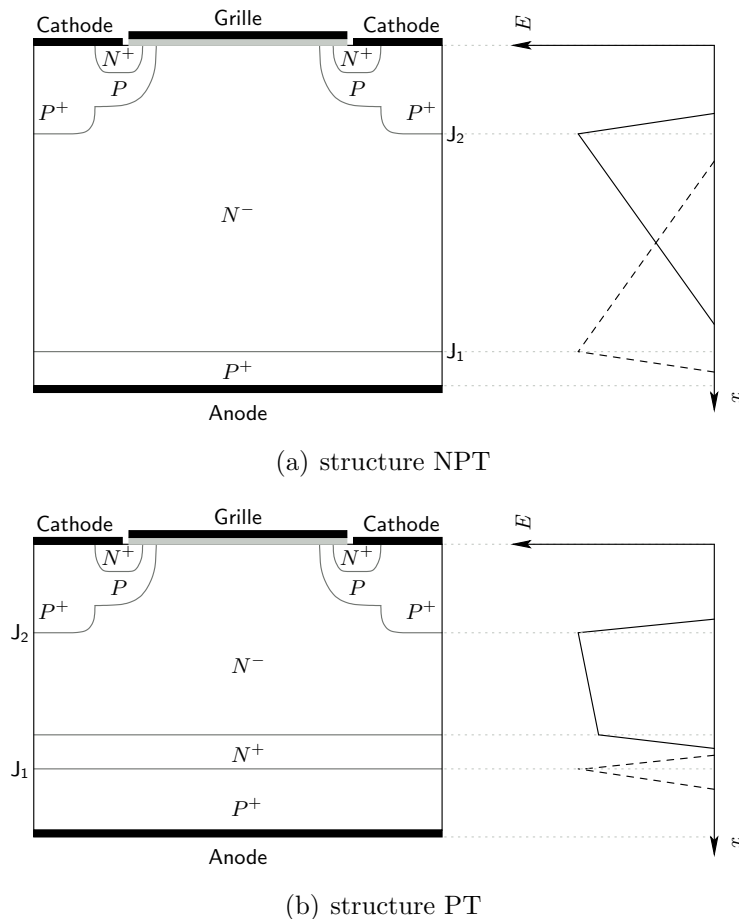 Cathode Grille Cathode
E
N⁺ N⁺
P P
P⁺ P⁺
J₂
N⁻
J₁
P⁺
Anode
x
(a) structure NPT
Cathode Grille Cathode
E
N⁺ N⁺
P P
P⁺ P⁺
J₂
N⁻
N⁺
J₁
P⁺
Anode
x
(b) structure PT